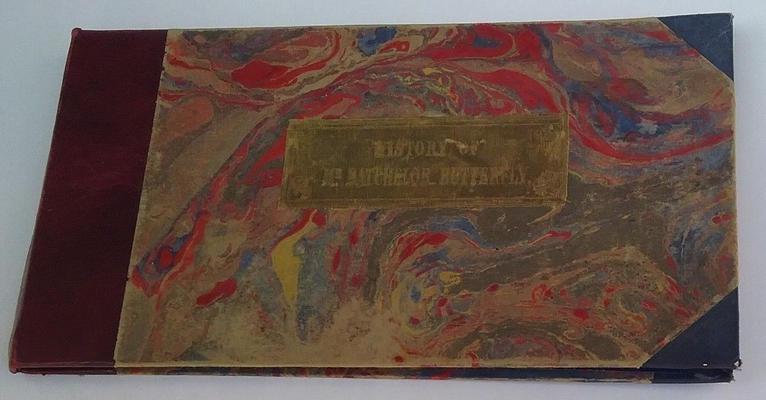 HISTORY OF
MR BATCHELOR BUTTERFLY.